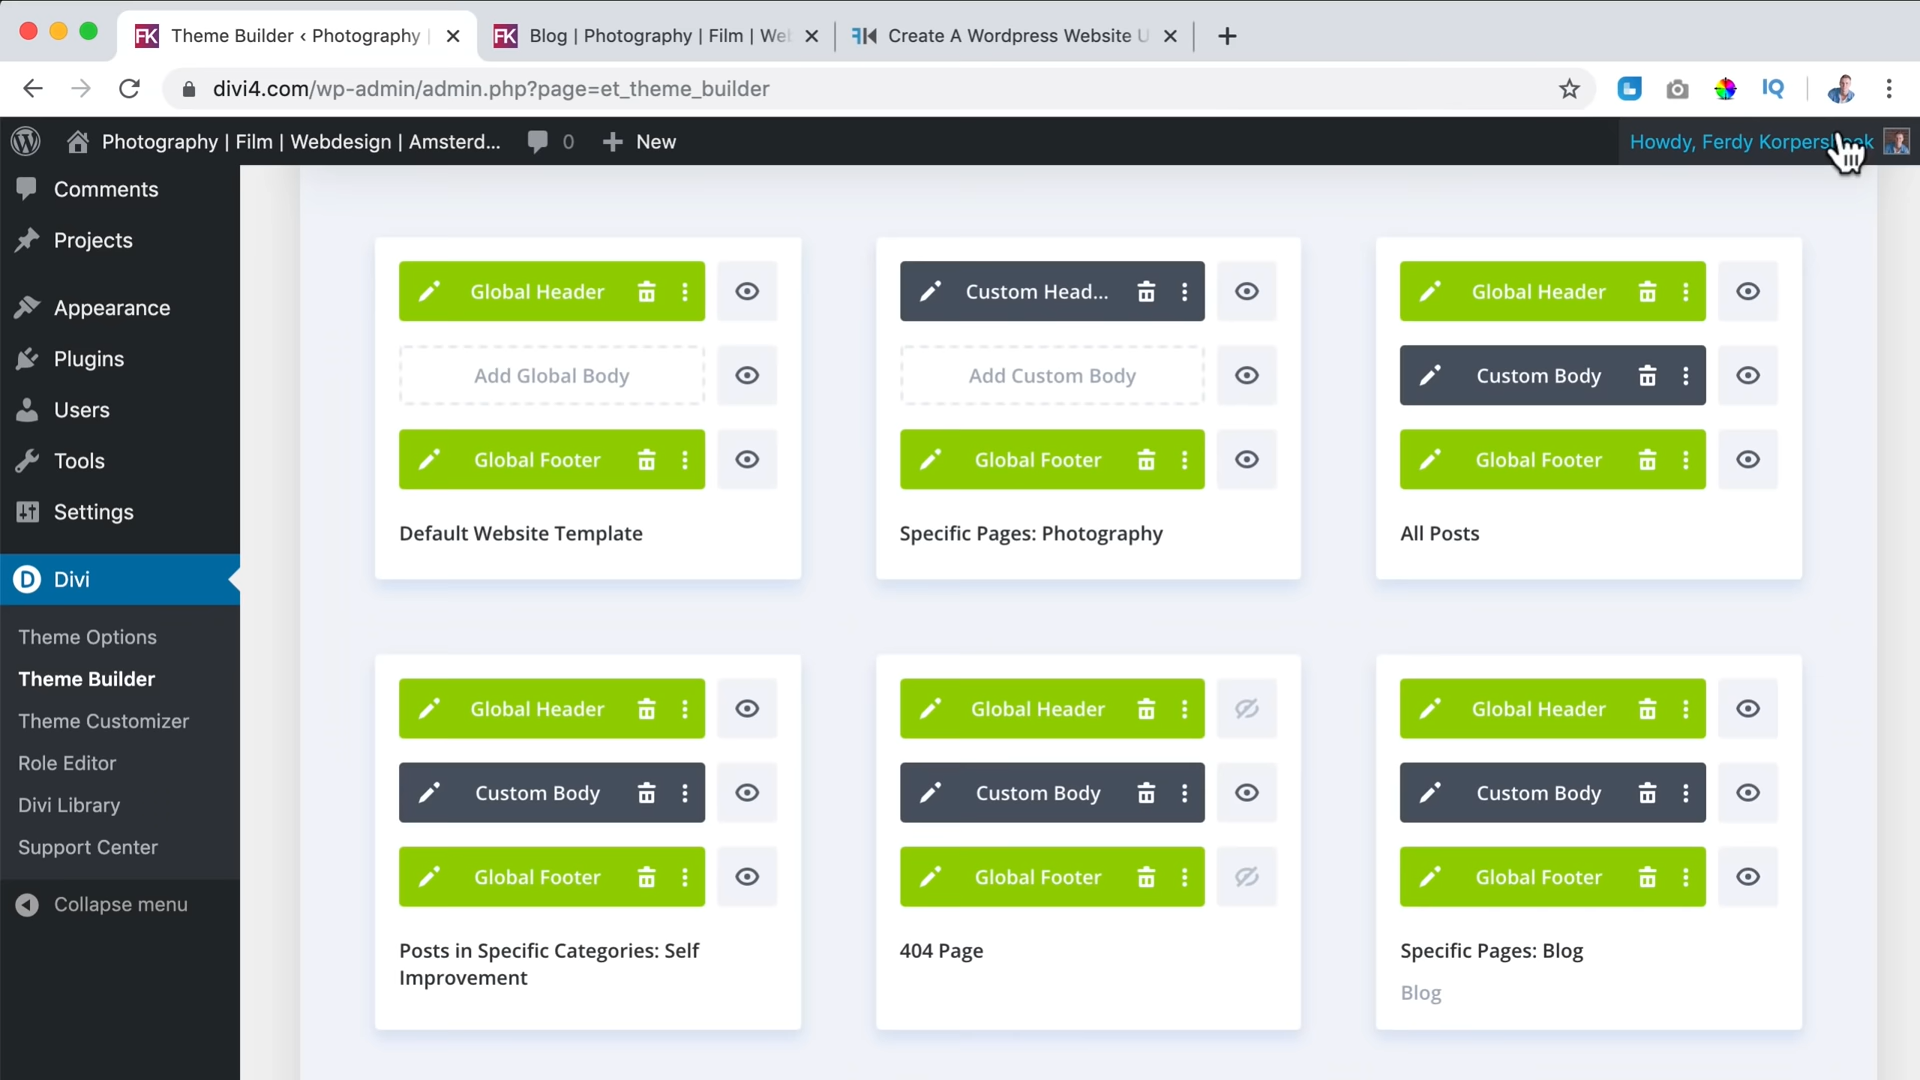 FK Theme Builder ‹ Photography |
FK Blog | Photography | Film | We
Create A Wordpress Website U
divi4.com/wp-admin/admin.php?page=et_theme_builder
IQ
Photography | Film | Webdesign | Amsterd...
0
New
Howdy, Ferdy
Comments
Projects
Appearance
Plugins
Users
Tools
Settings
D Divi
Theme Options
Theme Builder
Theme Customizer
Role Editor
Divi Library
Support Center
Collapse menu
Global Header
Add Global Body
Global Footer
Default Website Template
Custom Head...
Add Custom Body
Global Footer
Specific Pages: Photography
Global Header
Custom Body
Global Footer
All Posts
Global Header
Custom Body
Global Footer
Posts in Specific Categories: Self
Improvement
Global Header
Custom Body
Global Footer
404 Page
Global Header
Custom Body
Global Footer
Specific Pages: Blog
Blog